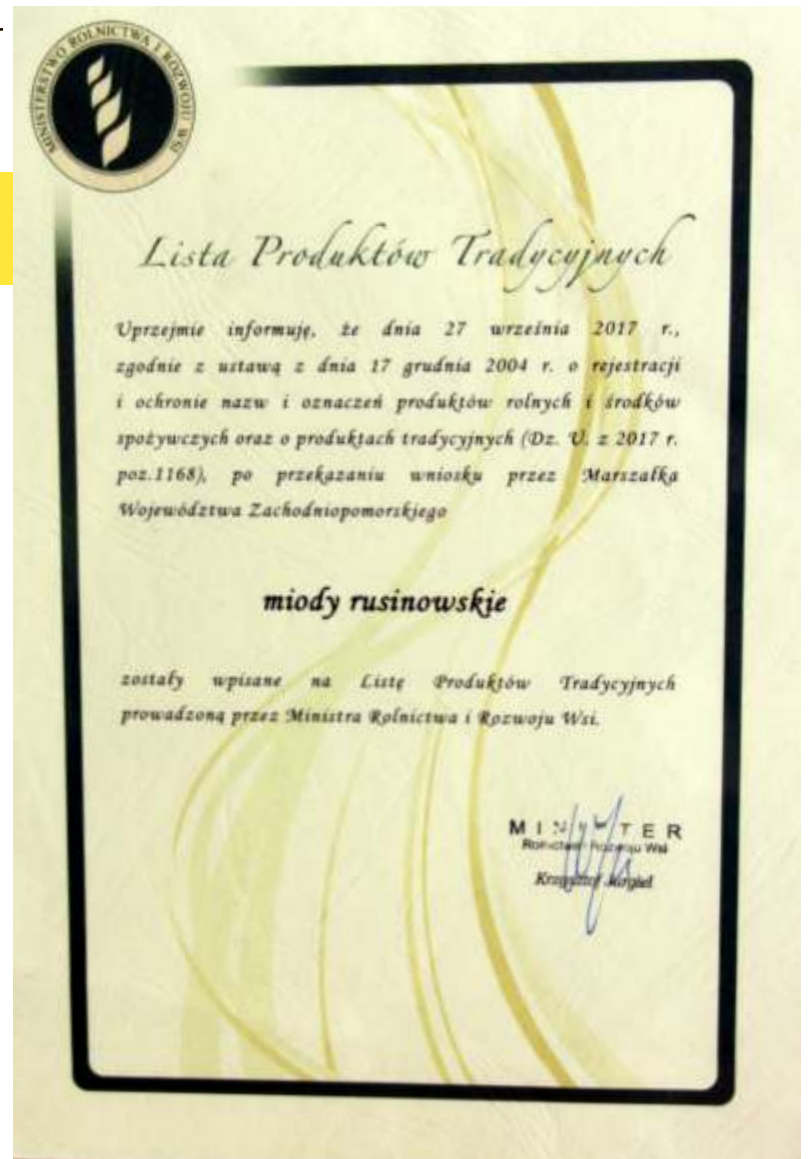 MINISTERSTWO ROLNICTWA I ROZWOJU WSI
Lista Produktów Tradycyjnych
Uprzejmie informuję, że dnia 27 września 2017 r.,
zgodnie z ustawą z dnia 17 grudnia 2004 r. o rejestracji
i ochronie nazw i oznaczeń produktów rolnych i środków
spożywczych oraz o produktach tradycyjnych (Dz. U. z 2017 r.
poz.1168), po przekazaniu wniosku przez Marszałka
Województwa Zachodniopomorskiego
miody rusinowskie
zostały wpisane na Listę Produktów Tradycyjnych
prowadzoną przez Ministra Rolnictwa i Rozwoju Wsi.
MINISTER
Rolnictwa i Rozwoju Wsi
Krzysztof Jurgiel